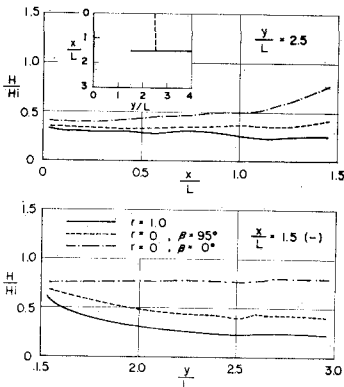 1.5
1.0
0.5
0
H
Hi
0
1
2
3
x
L
0 1 2 3 4
y/L
y/L = 2.5
0 0.5 1.0 1.5
x
L
1.5
1.0
0.5
0
H
Hi
r = 1.0
r = 0 , β = 95°
r = 0 , β = 0°
x/L = 1.5 (-)
1.5 2.0 2.5 3.0
y